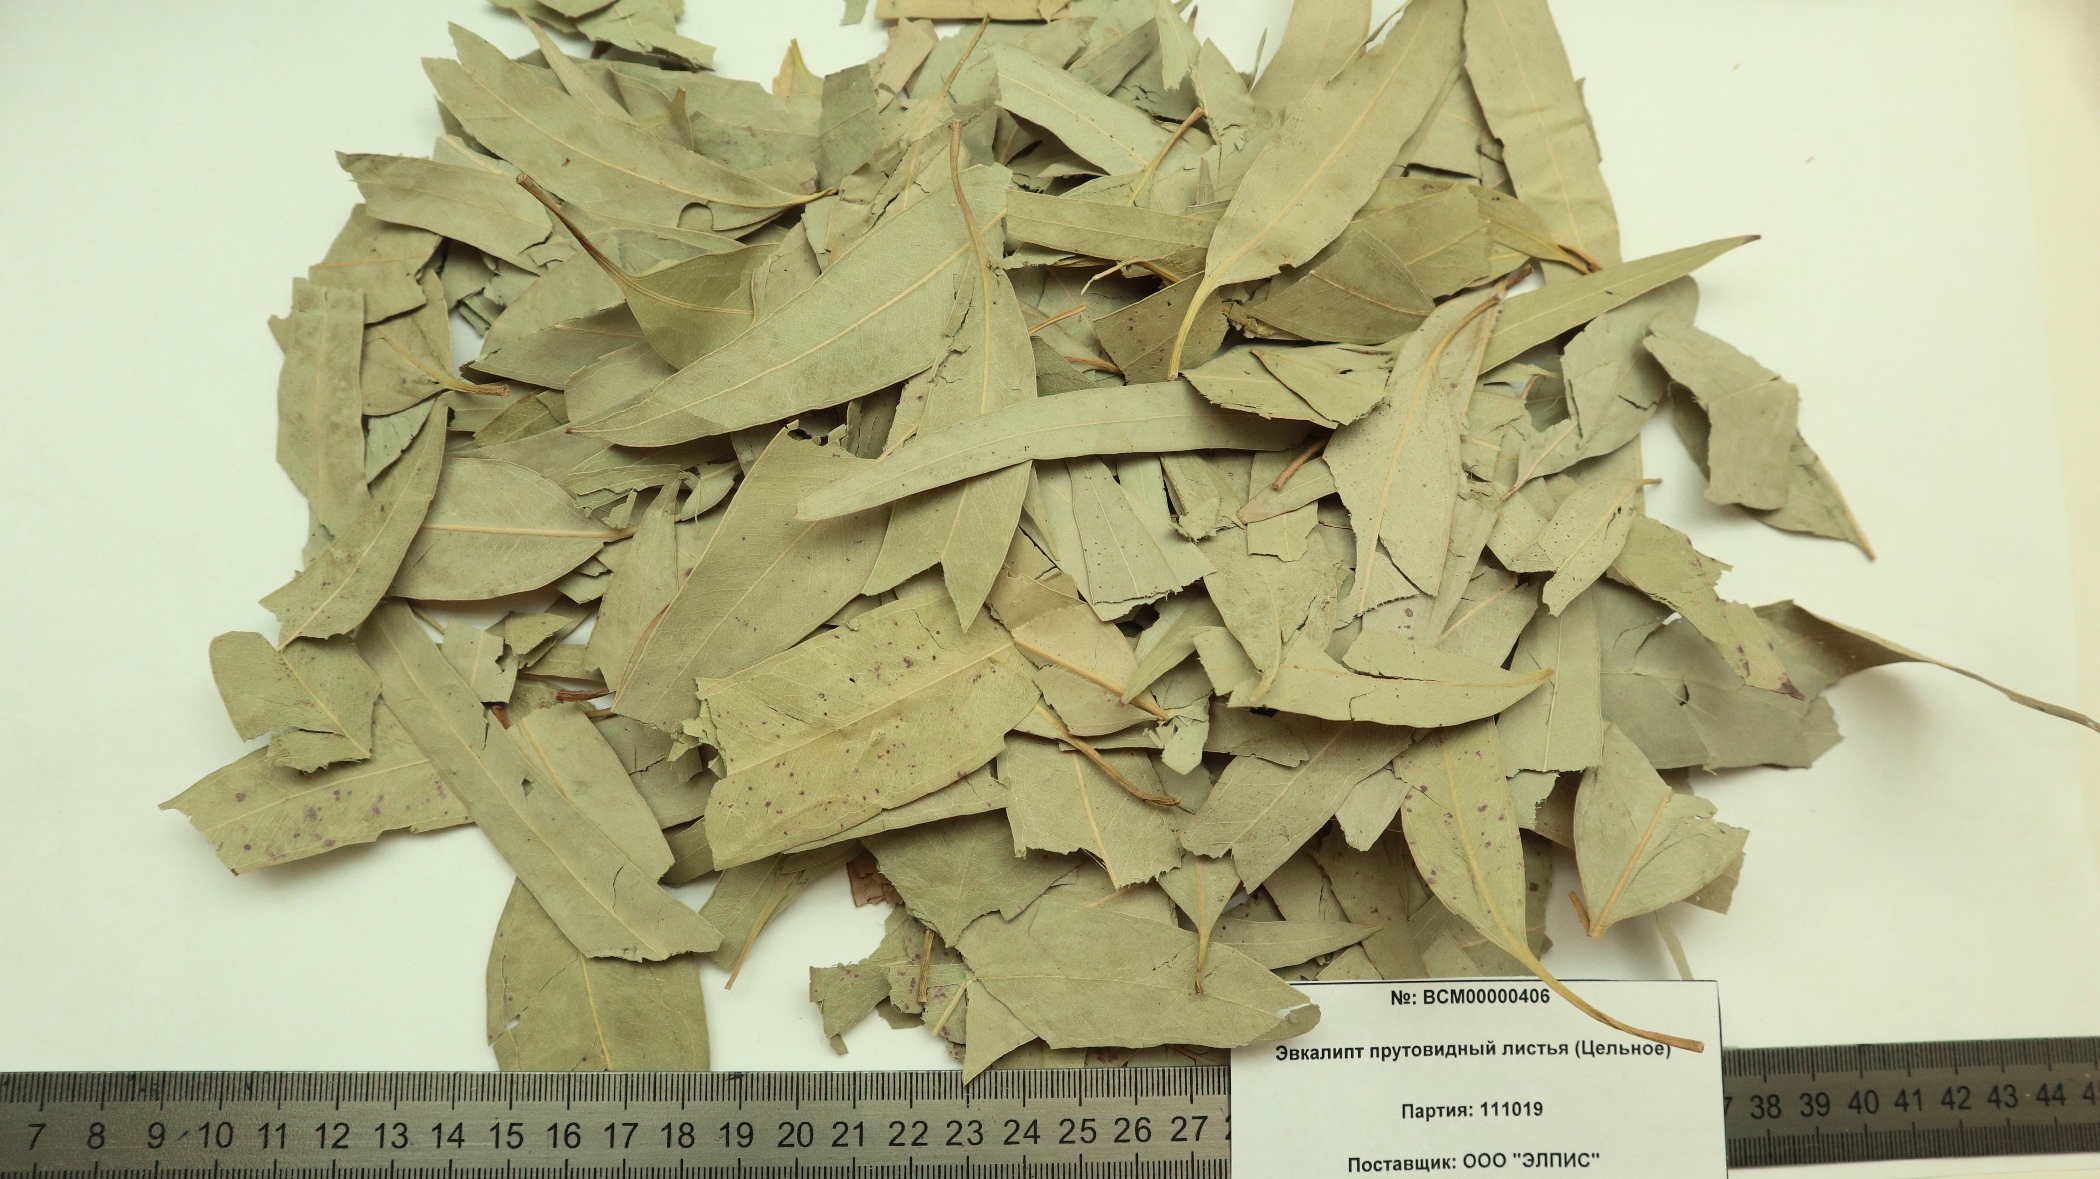 №: BCM00000406
Эвкалипт прутовидный листья (Цельное)
Партия: 111019
Поставщик: ООО "ЭЛПИС"
7 8 9 10 11 12 13 14 15 16 17 18 19 20 21 22 23 24 25 26 27
38 39 40 41 42 43 44